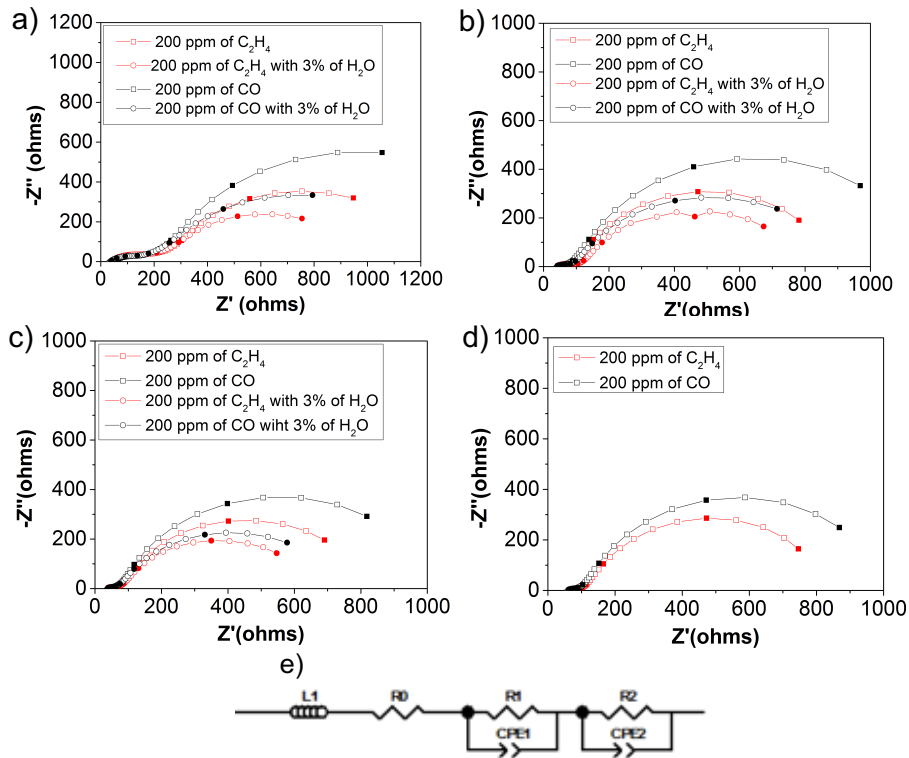 a)
-Z'' (ohms)
1200
1000
800
600
400
200
0
200 ppm of C₂H₄
200 ppm of C₂H₄ with 3% of H₂O
200 ppm of CO
200 ppm of CO with 3% of H₂O
0 200 400 600 800 1000 1200
Z' (ohms)
b)
-Z'' (ohms)
1000
800
600
400
200
0
200 ppm of C₂H₄
200 ppm of CO
200 ppm of C₂H₄ with 3% of H₂O
200 ppm of CO with 3% of H₂O
0 200 400 600 800 1000
Z'(ohms)
c)
-Z''(ohms)
1000
800
600
400
200
0
200 ppm of C₂H₄
200 ppm of CO
200 ppm of C₂H₄ with 3% of H₂O
200 ppm of CO wiht 3% of H₂O
0 200 400 600 800 1000
Z'(ohms)
d)
-Z''(ohms)
1000
800
600
400
200
0
200 ppm of C₂H₄
200 ppm of CO
0 200 400 600 800 1000
Z'(ohms)
e)
L1 R0 R1 R2
CPE1 CPE2